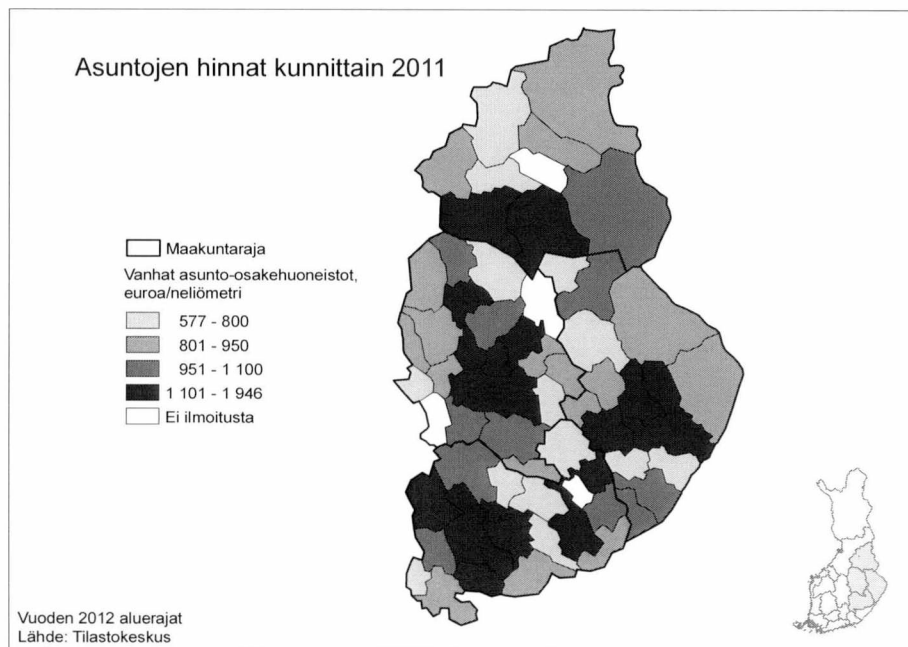 Asuntojen hinnat kunnittain 2011
Maakuntaraja
Vanhat asunto-osakehuoneistot,
euroa/neliömetri
577 - 800
801 - 950
951 - 1 100
1 101 - 1 946
Ei ilmoitusta
Vuoden 2012 aluerajat
Lähde: Tilastokeskus